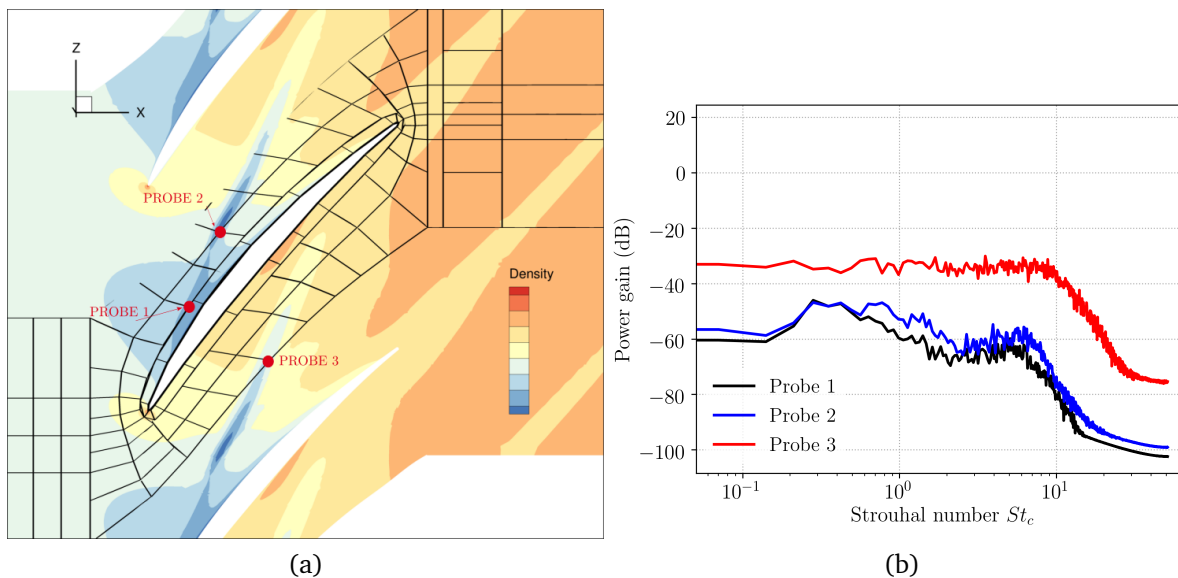 Z
Y
X
PROBE 2
PROBE 1
PROBE 3
Density
(a)
20
0
−20
−40
−60
−80
−100
Power gain (dB)
Probe 1
Probe 2
Probe 3
10⁻¹
10⁰
10¹
Strouhal number St_c
(b)